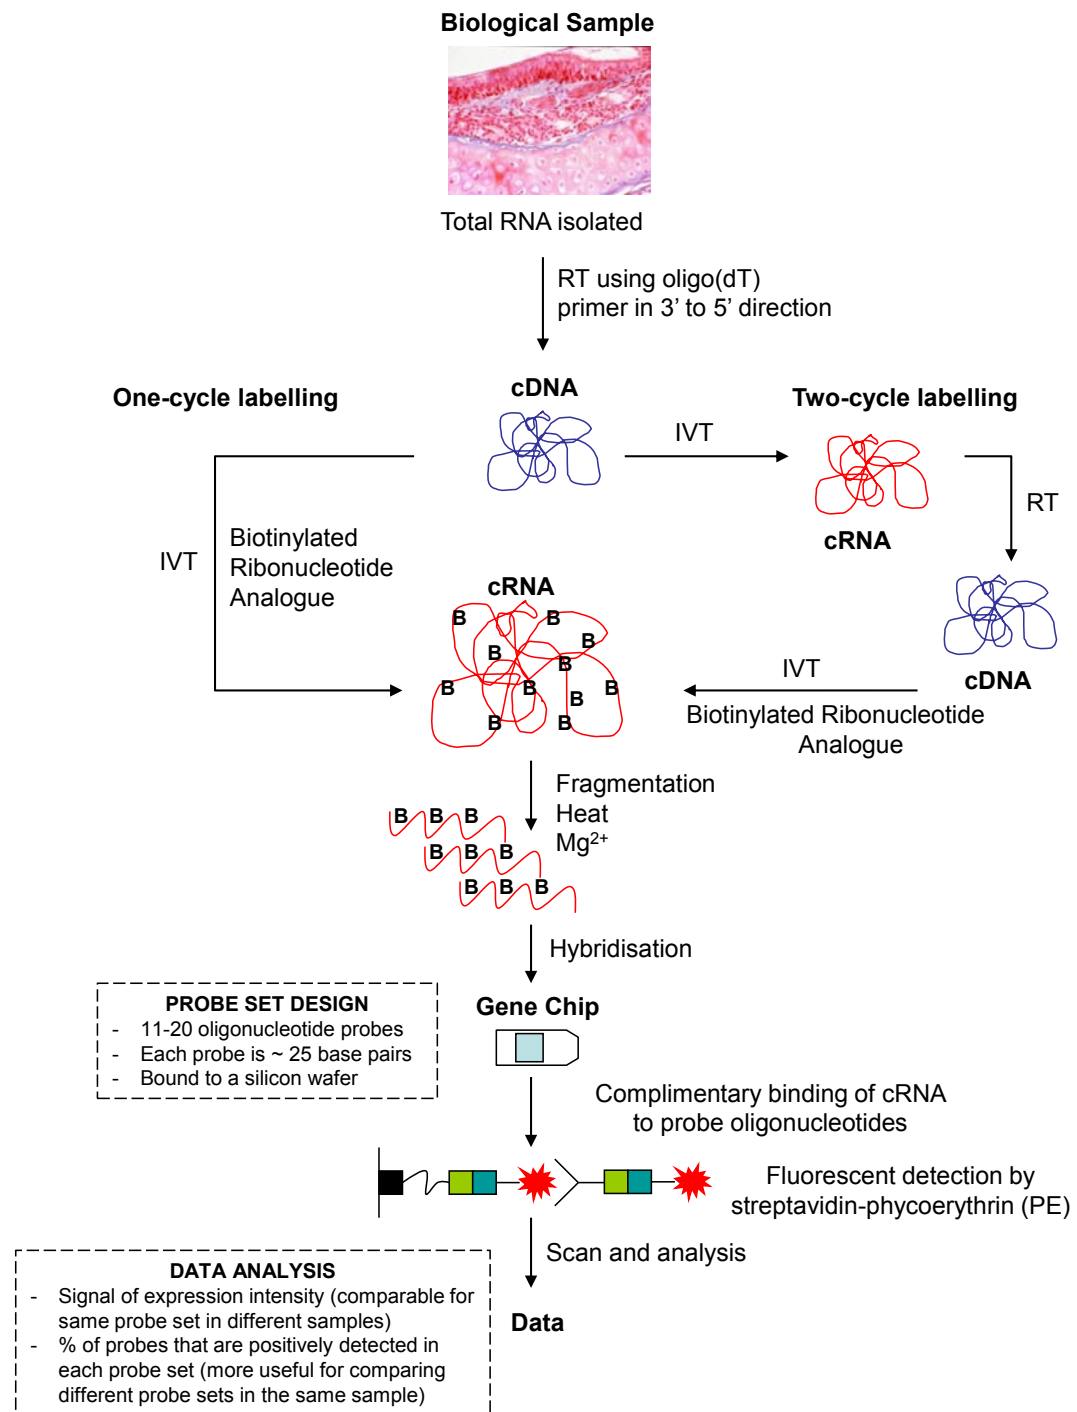 Biological Sample
Total RNA isolated
RT using oligo(dT)
primer in 3’ to 5’ direction
One-cycle labelling
cDNA
Two-cycle labelling
IVT
cRNA
RT
IVT
Biotinylated
Ribonucleotide
Analogue
cRNA
B
B
B
B
B
B
B
B
B
B
B
cDNA
IVT
Biotinylated Ribonucleotide
Analogue
Fragmentation
Heat
Mg2+
B B B
B B B
B B B
Hybridisation
PROBE SET DESIGN
- 11-20 oligonucleotide probes
- Each probe is ~ 25 base pairs
- Bound to a silicon wafer
Gene Chip
Complimentary binding of cRNA
to probe oligonucleotides
Fluorescent detection by
streptavidin-phycoerythrin (PE)
Scan and analysis
DATA ANALYSIS
- Signal of expression intensity (comparable for
same probe set in different samples)
- % of probes that are positively detected in
each probe set (more useful for comparing
different probe sets in the same sample)
Data